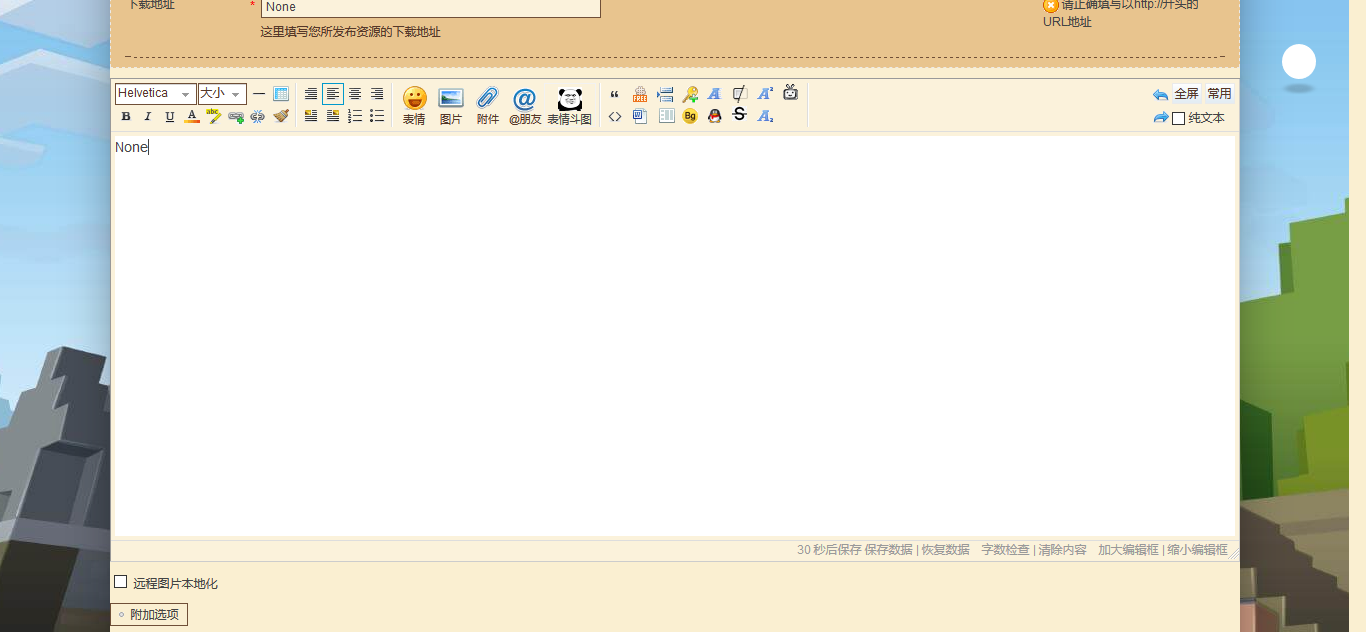 下载地址 * None 请正确填写以http://开头的
URL地址
这里填写您所发布资源的下载地址
Helvetica 大小 全屏 常用
B I U A abc 表情 图片 附件 @朋友 表情斗图 <> Bg S A₂ 纯文本
None
30 秒后保存 保存数据 | 恢复数据 字数检查 | 清除内容 加大编辑框 | 缩小编辑框
远程图片本地化
附加选项